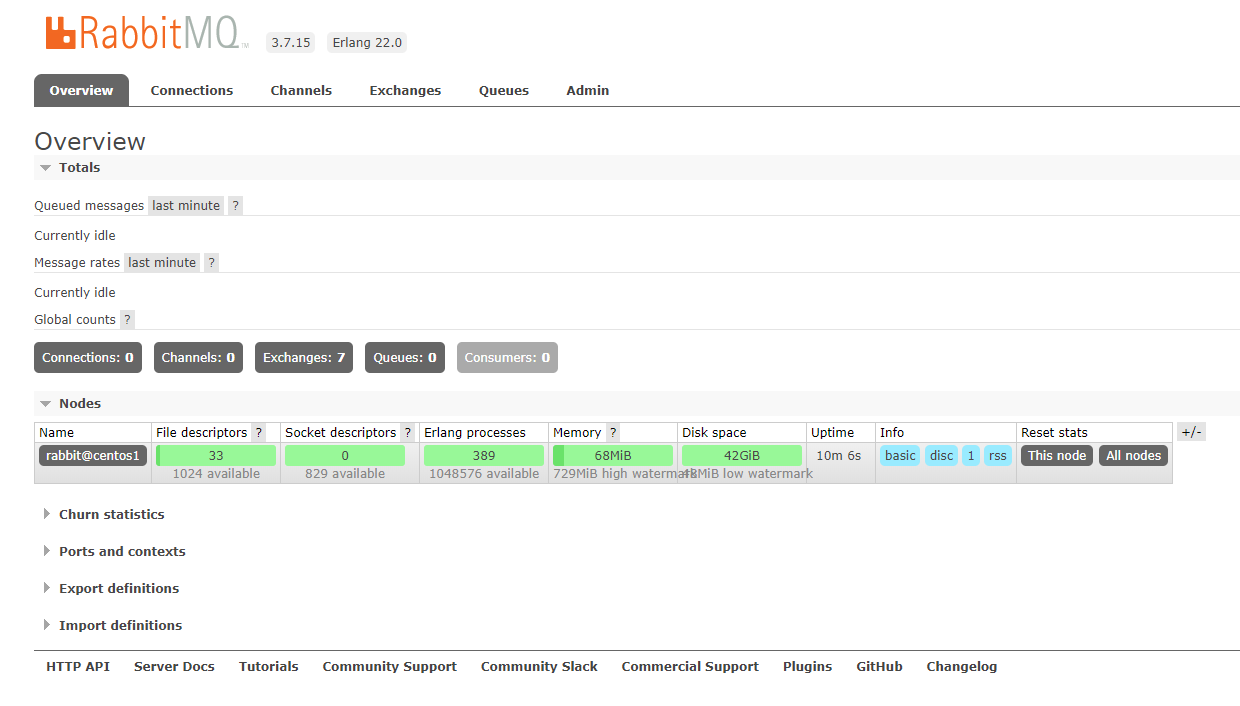 RabbitMQ TM 3.7.15 Erlang 22.0
Overview Connections Channels Exchanges Queues Admin
Overview
Totals
Queued messages last minute ?
Currently idle
Message rates last minute ?
Currently idle
Global counts ?
Connections: 0 Channels: 0 Exchanges: 7 Queues: 0 Consumers: 0
Nodes
Name File descriptors ? Socket descriptors ? Erlang processes Memory ? Disk space Uptime Info Reset stats +/-
rabbit@centos1 33 0 389 68MiB 42GiB 10m 6s basic disc 1 rss This node All nodes
1024 available 829 available 1048576 available 729MiB high watermark MiB low watermark
Churn statistics
Ports and contexts
Export definitions
Import definitions
HTTP API Server Docs Tutorials Community Support Community Slack Commercial Support Plugins GitHub Changelog